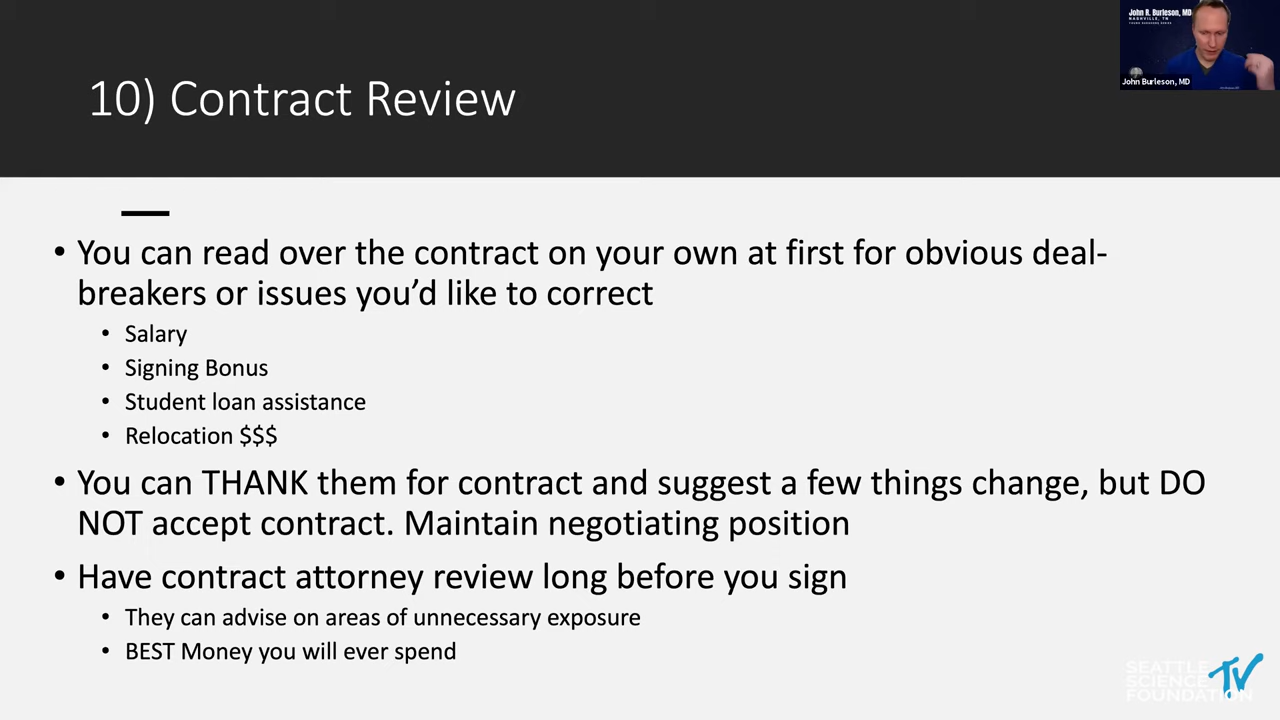 10) Contract Review
John R. Burleson, MD
NASHVILLE, TN
John Burleson, MD
• You can read over the contract on your own at first for obvious deal-
breakers or issues you’d like to correct
• Salary
• Signing Bonus
• Student loan assistance
• Relocation $$$
• You can THANK them for contract and suggest a few things change, but DO
NOT accept contract. Maintain negotiating position
• Have contract attorney review long before you sign
• They can advise on areas of unnecessary exposure
• BEST Money you will ever spend
SEATTLE
SCIENCE
FOUNDATION
TV